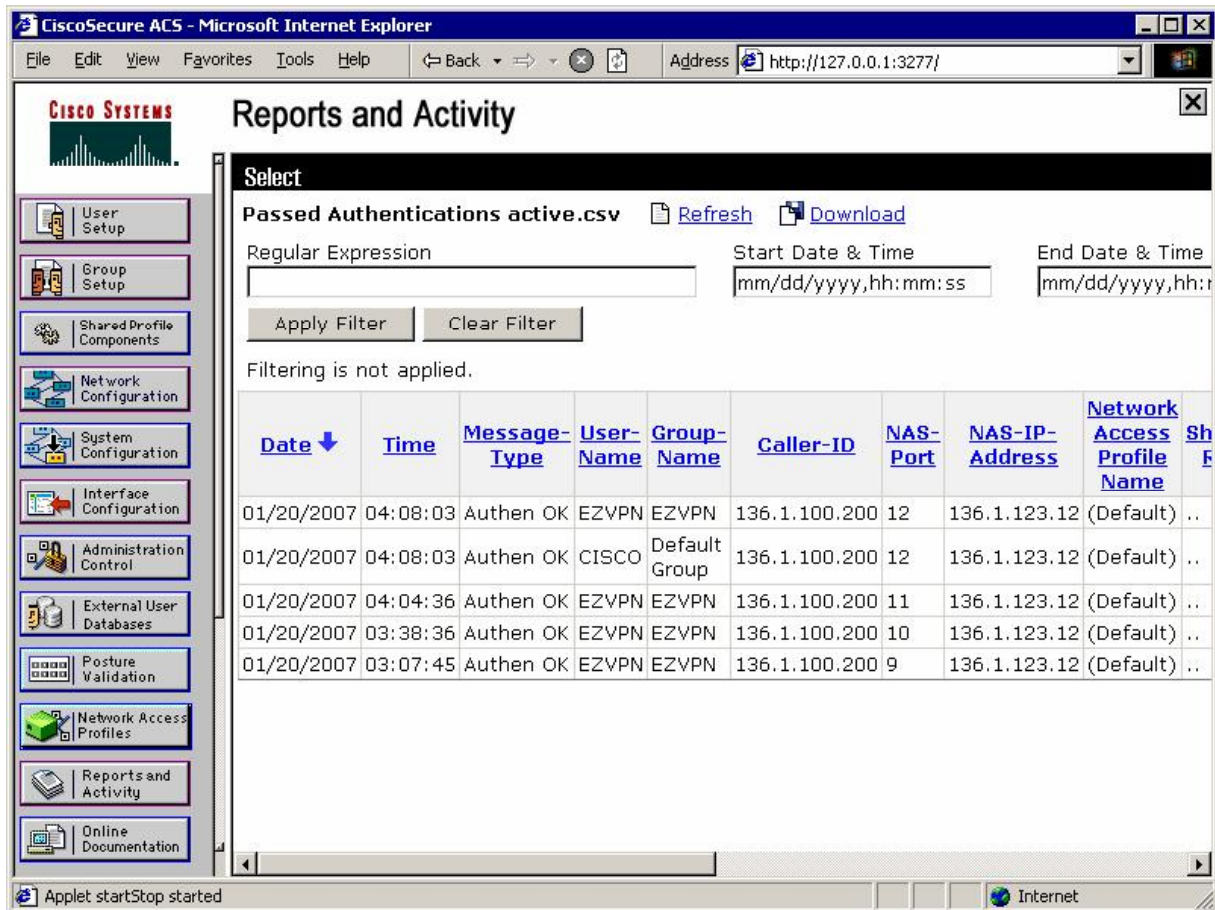 CiscoSecure ACS - Microsoft Internet Explorer
File Edit View Favorites Tools Help Back Address http://127.0.0.1:3277/
CISCO SYSTEMS
Reports and Activity
User Setup
Group Setup
Shared Profile Components
Network Configuration
System Configuration
Interface Configuration
Administration Control
External User Databases
Posture Validation
Network Access Profiles
Reports and Activity
Online Documentation
Select
Passed Authentications active.csv Refresh Download
Regular Expression Start Date & Time End Date & Time
mm/dd/yyyy,hh:mm:ss mm/dd/yyyy,hh:
Apply Filter Clear Filter
Filtering is not applied.
Date Time Message-Type User-Name Group-Name Caller-ID NAS-Port NAS-IP-Address Network Access Profile Name Sh
01/20/2007 04:08:03 Authen OK EZVPN EZVPN 136.1.100.200 12 136.1.123.12 (Default) ..
01/20/2007 04:08:03 Authen OK CISCO Default Group 136.1.100.200 12 136.1.123.12 (Default) ..
01/20/2007 04:04:36 Authen OK EZVPN EZVPN 136.1.100.200 11 136.1.123.12 (Default) ..
01/20/2007 03:38:36 Authen OK EZVPN EZVPN 136.1.100.200 10 136.1.123.12 (Default) ..
01/20/2007 03:07:45 Authen OK EZVPN EZVPN 136.1.100.200 9 136.1.123.12 (Default) ..
Applet startStop started Internet